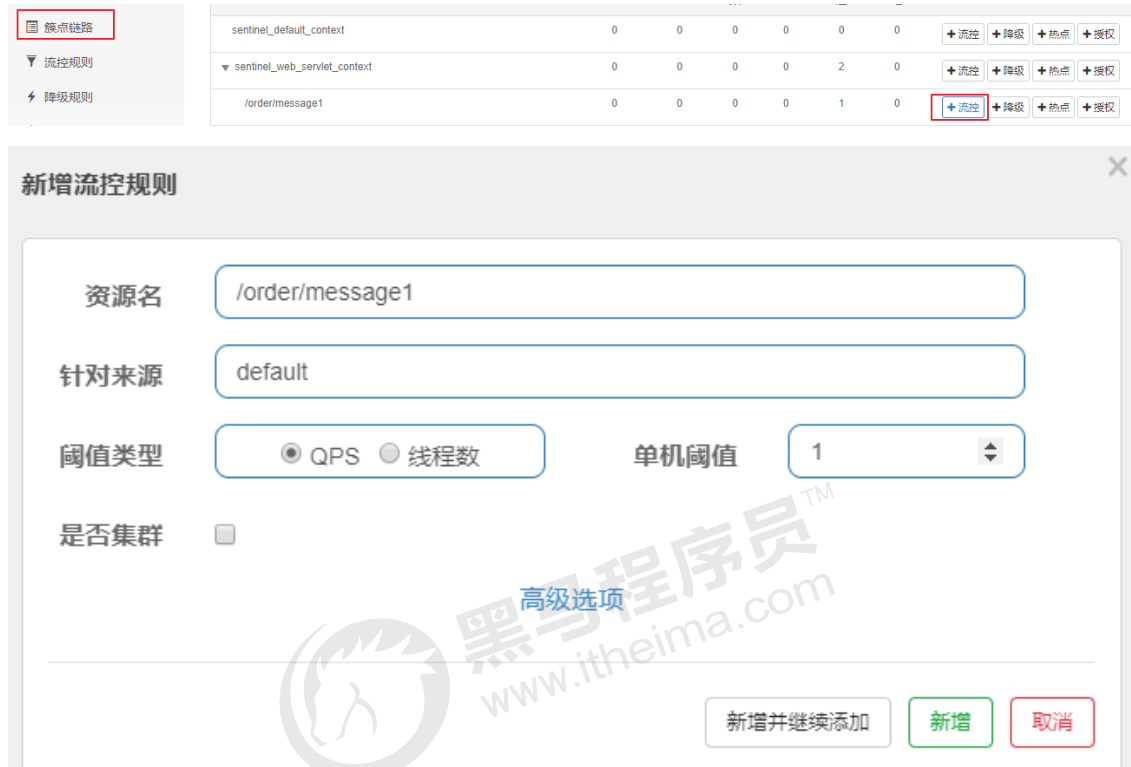 簇点链路
流控规则
降级规则
sentinel_default_context 0 0 0 0 0 0 +流控 +降级 +热点 +授权
sentinel_web_servlet_context 0 0 0 0 2 0 +流控 +降级 +热点 +授权
/order/message1 0 0 0 0 1 0 +流控 +降级 +热点 +授权
新增流控规则
资源名 /order/message1
针对来源 default
阈值类型 QPS 线程数 单机阈值 1
是否集群
高级选项
黑马程序员™
www.itheima.com
新增并继续添加 新增 取消